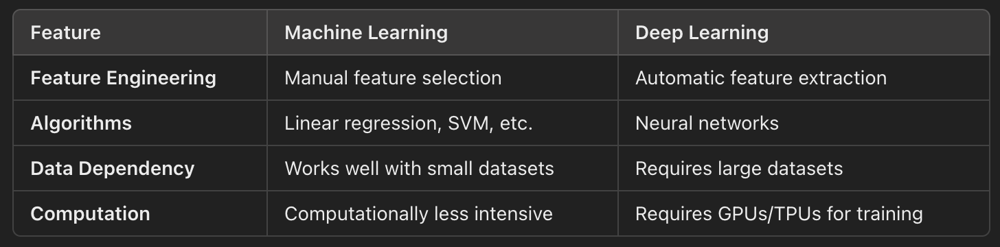 Feature Machine Learning Deep Learning
Feature Engineering Manual feature selection Automatic feature extraction
Algorithms Linear regression, SVM, etc. Neural networks
Data Dependency Works well with small datasets Requires large datasets
Computation Computationally less intensive Requires GPUs/TPUs for training